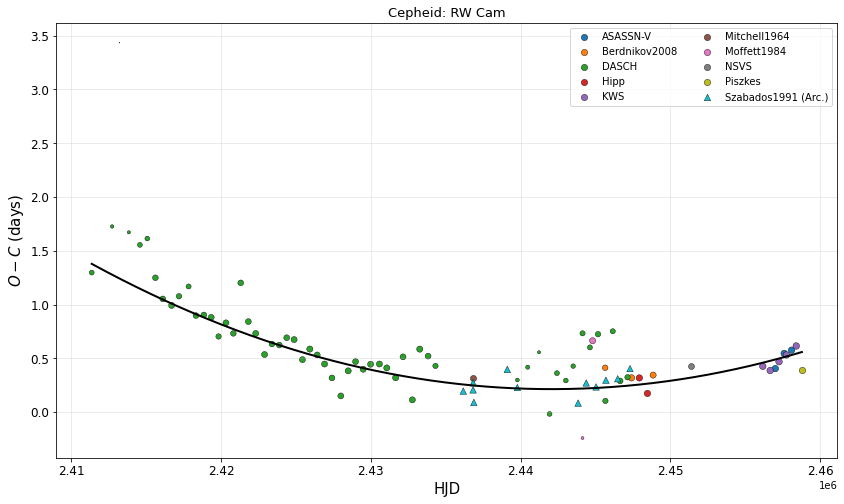 Cepheid: RW Cam
3.5
3.0
2.5
2.0
1.5
1.0
0.5
0.0
O − C (days)
ASASSN-V
Berdnikov2008
DASCH
Hipp
KWS
Mitchell1964
Moffett1984
NSVS
Piszkes
Szabados1991 (Arc.)
2.41 2.42 2.43 2.44 2.45 2.46
1e6
HJD